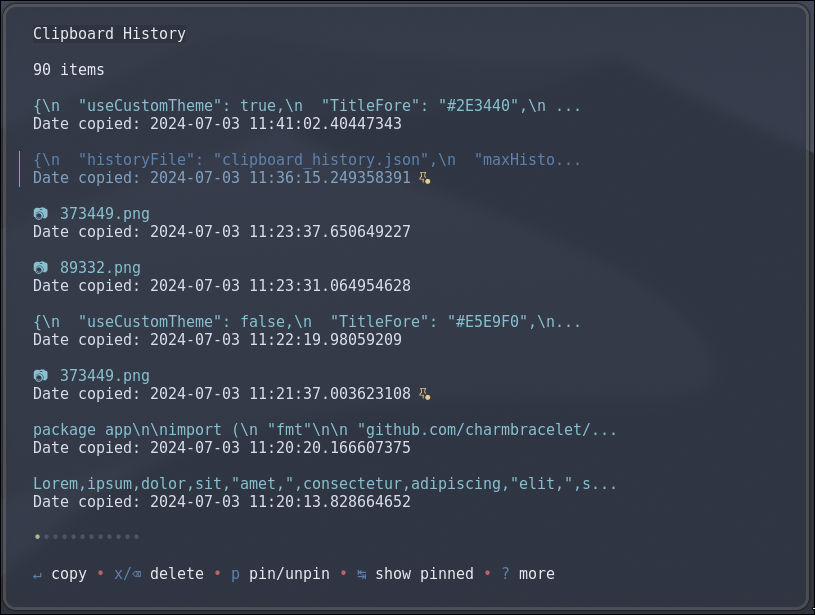 Clipboard History
90 items
{\n  "useCustomTheme": true,\n  "TitleFore": "#2E3440",\n ...
Date copied: 2024-07-03 11:41:02.40447343
{\n  "historyFile": "clipboard_history.json",\n  "maxHisto...
Date copied: 2024-07-03 11:36:15.249358391
373449.png
Date copied: 2024-07-03 11:23:37.650649227
89332.png
Date copied: 2024-07-03 11:23:31.064954628
{\n  "useCustomTheme": false,\n  "TitleFore": "#E5E9F0",\n...
Date copied: 2024-07-03 11:22:19.98059209
373449.png
Date copied: 2024-07-03 11:21:37.003623108
package app\n\nimport (\n "fmt"\n\n "github.com/charmbracelet/...
Date copied: 2024-07-03 11:20:20.166607375
Lorem,ipsum,dolor,sit,"amet,",consectetur,adipiscing,"elit,",s...
Date copied: 2024-07-03 11:20:13.828664652
↵ copy • x/⌫ delete • p pin/unpin • ↹ show pinned • ? more